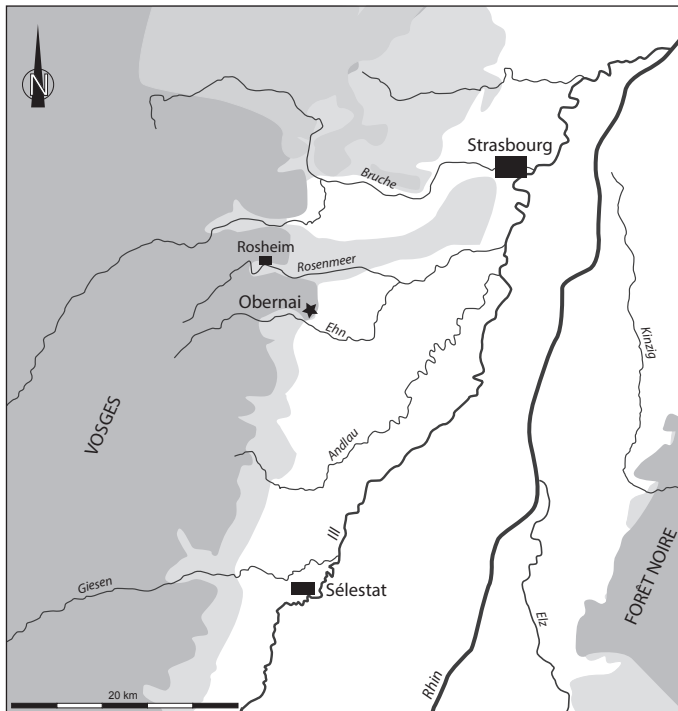 N
Strasbourg
Bruche
Rosheim
Rosenmeer
Obernai
Ehn
Kinzig
VOSGES
Andlau
Ill
FORÊT NOIRE
Giesen
Sélestat
Elz
Rhin
20 km